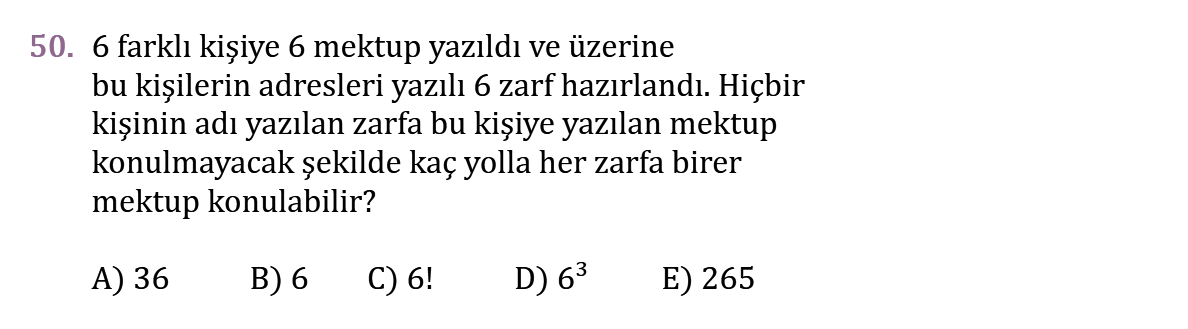 50. 6 farklı kişiye 6 mektup yazıldı ve üzerine
bu kişilerin adresleri yazılı 6 zarf hazırlandı. Hiçbir
kişinin adı yazılan zarfa bu kişiye yazılan mektup
konulmayacak şekilde kaç yolla her zarfa birer
mektup konulabilir?
A) 36 B) 6 C) 6! D) 6³ E) 265